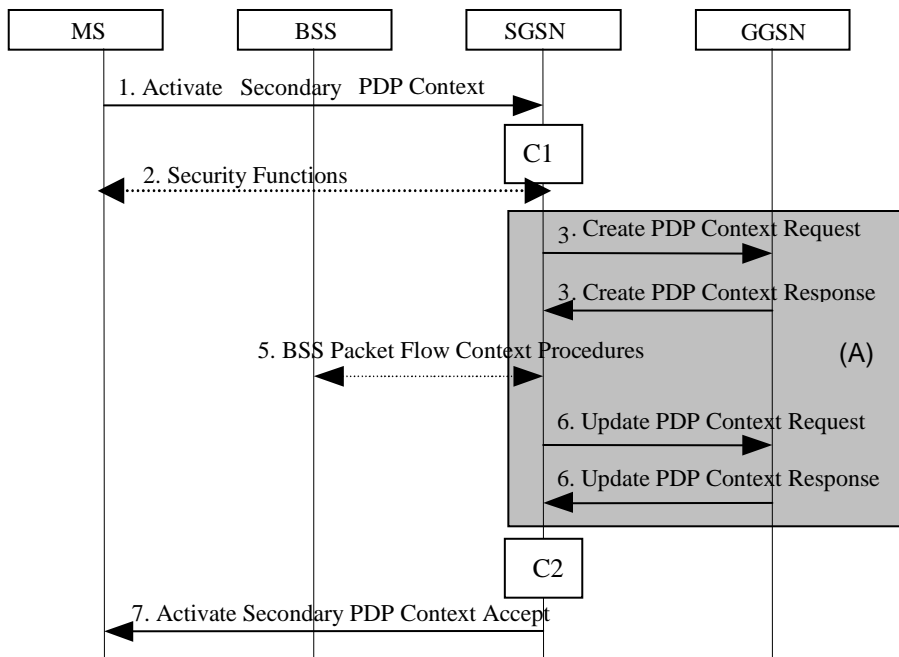 MS
BSS
SGSN
GGSN
1. Activate Secondary PDP Context
C1
2. Security Functions
3. Create PDP Context Request
3. Create PDP Context Response
(A)
5. BSS Packet Flow Context Procedures
6. Update PDP Context Request
6. Update PDP Context Response
C2
7. Activate Secondary PDP Context Accept